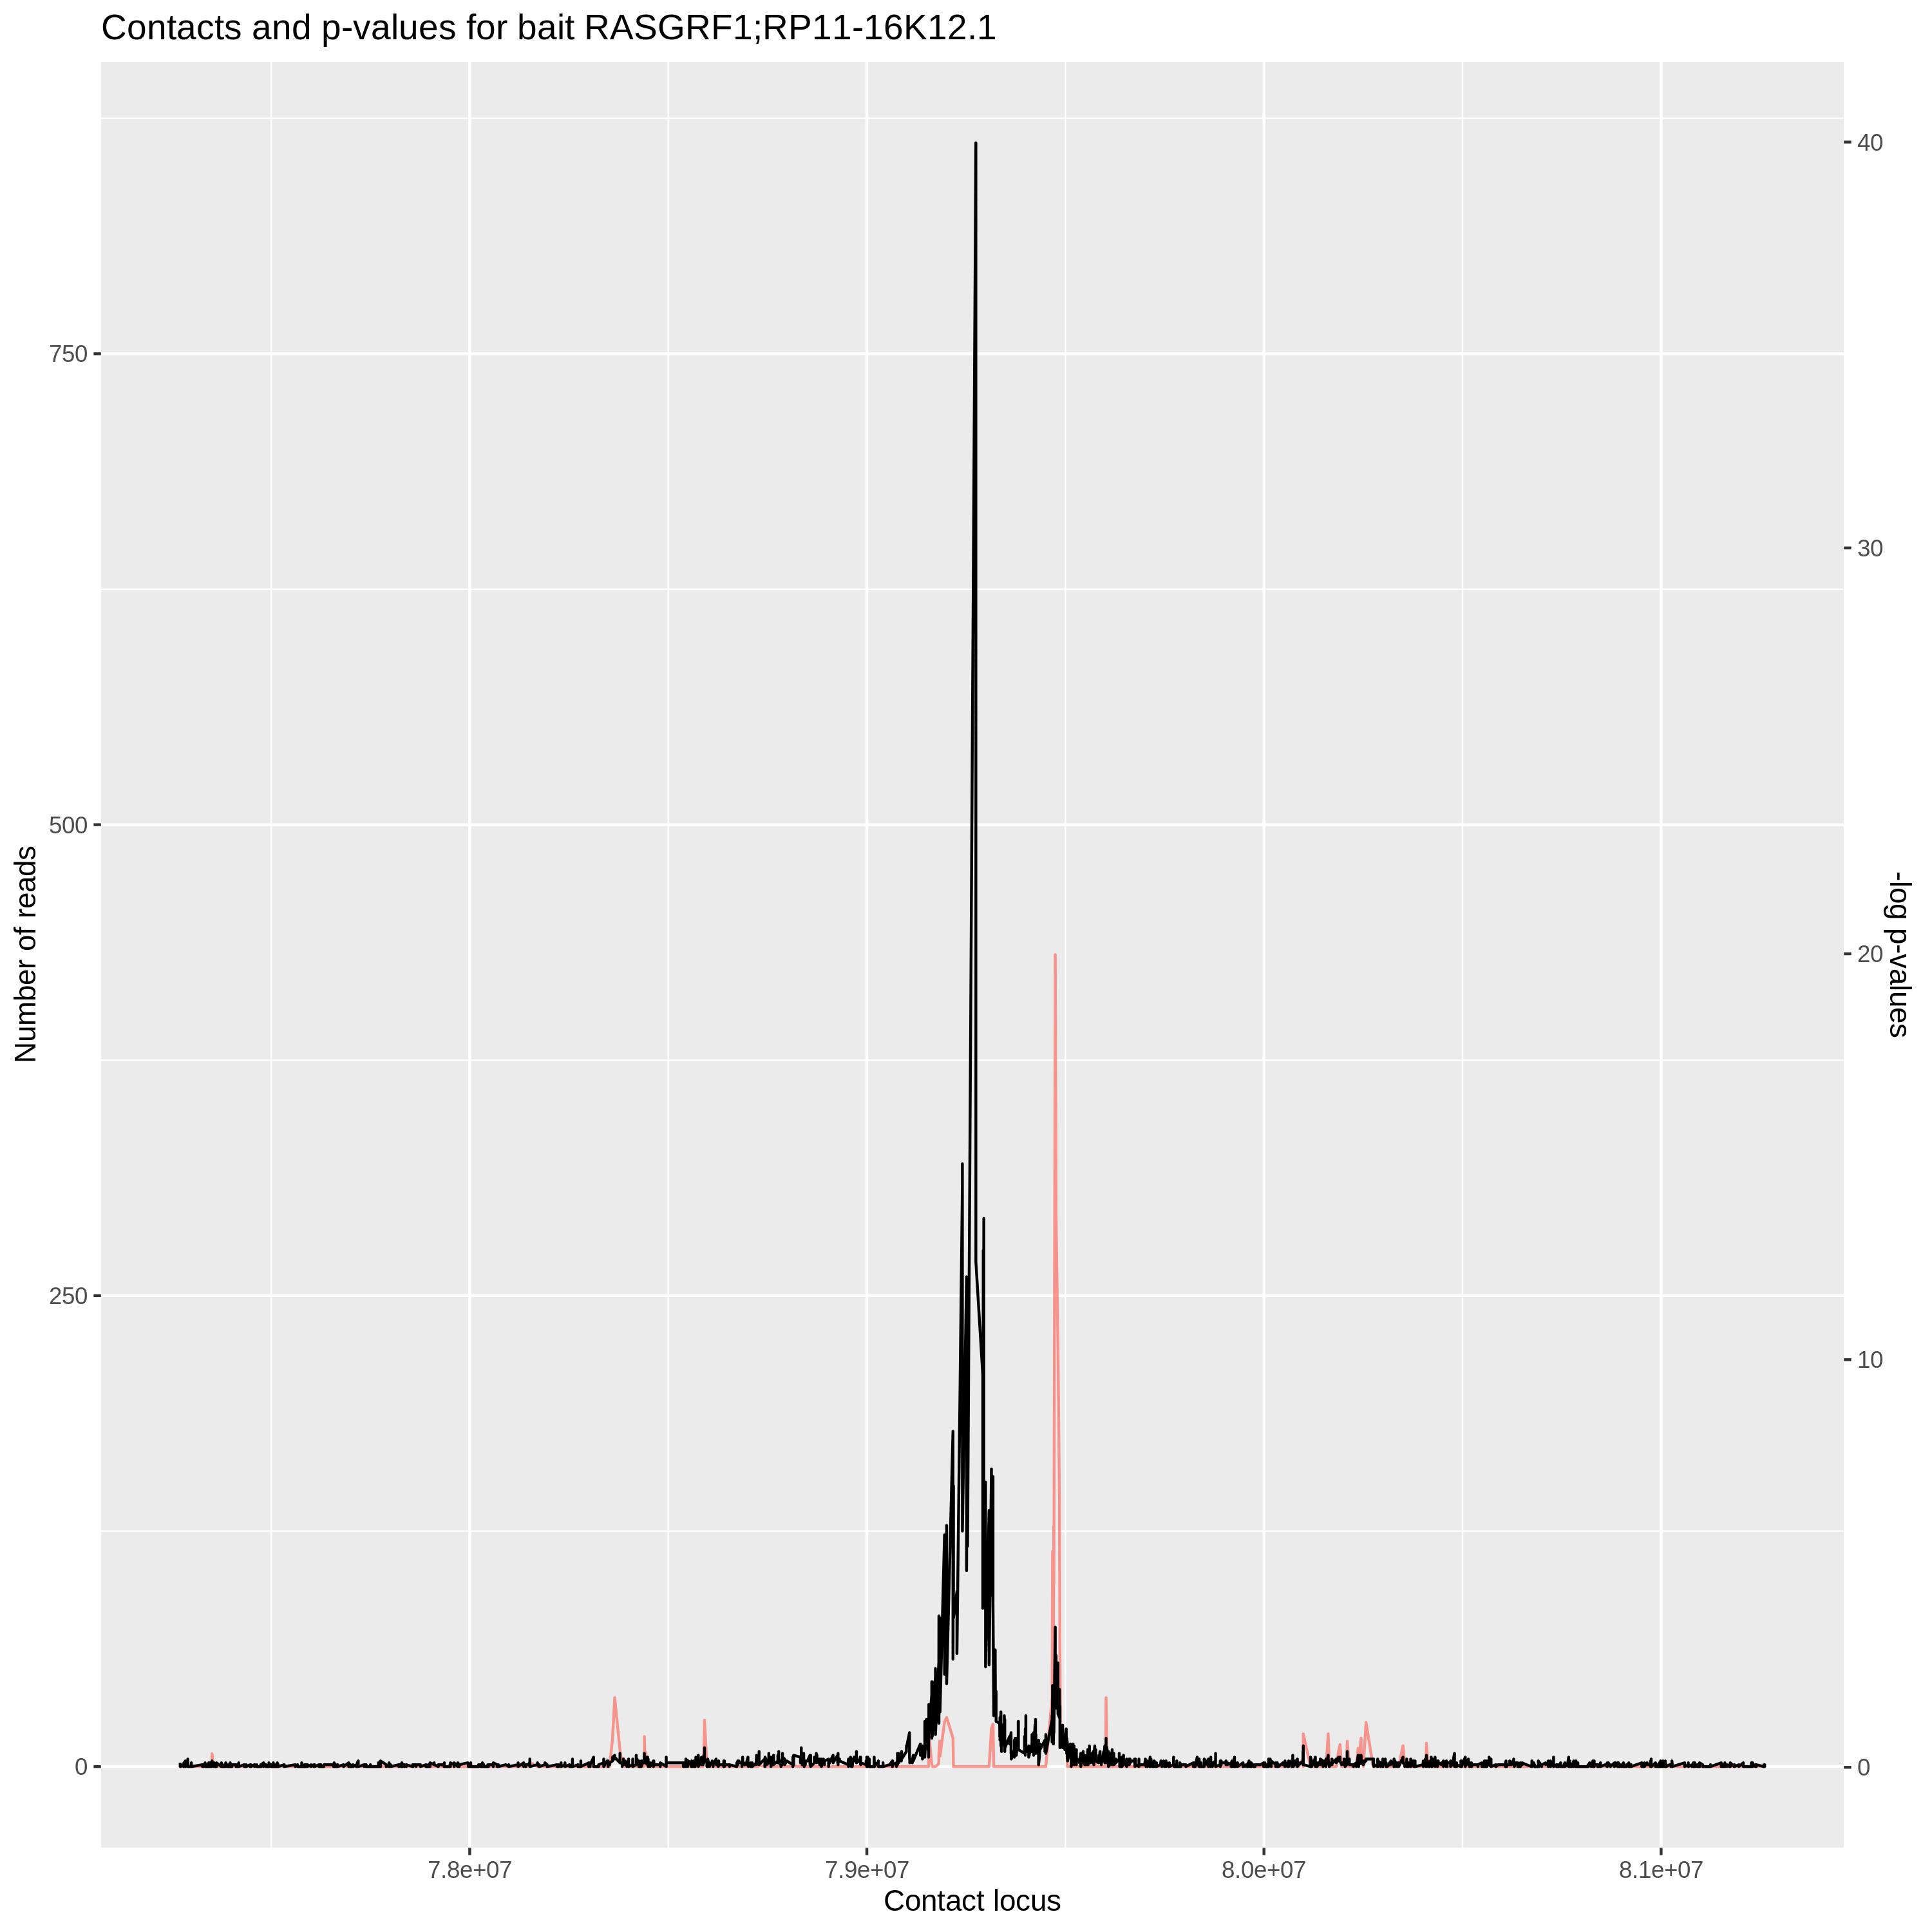 Contacts and p-values for bait RASGRF1;RP11-16K12.1
Number of reads
750
500
250
0
40
30
20
10
0
-log p-values
7.8e+07 7.9e+07 8.0e+07 8.1e+07
Contact locus